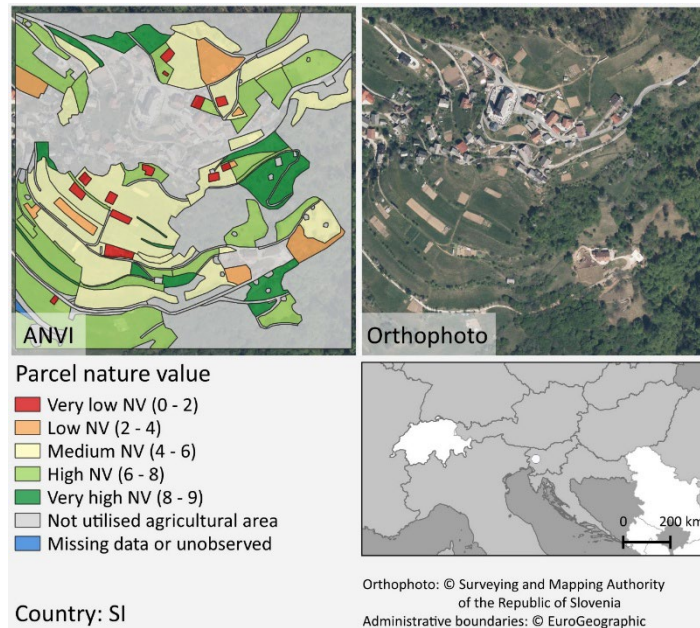 ANVI
Orthophoto
Parcel nature value
Very low NV (0 - 2)
Low NV (2 - 4)
Medium NV (4 - 6)
High NV (6 - 8)
Very high NV (8 - 9)
Not utilised agricultural area
Missing data or unobserved
Country: SI
0 200 km
Orthophoto: © Surveying and Mapping Authority
of the Republic of Slovenia
Administrative boundaries: © EuroGeographic